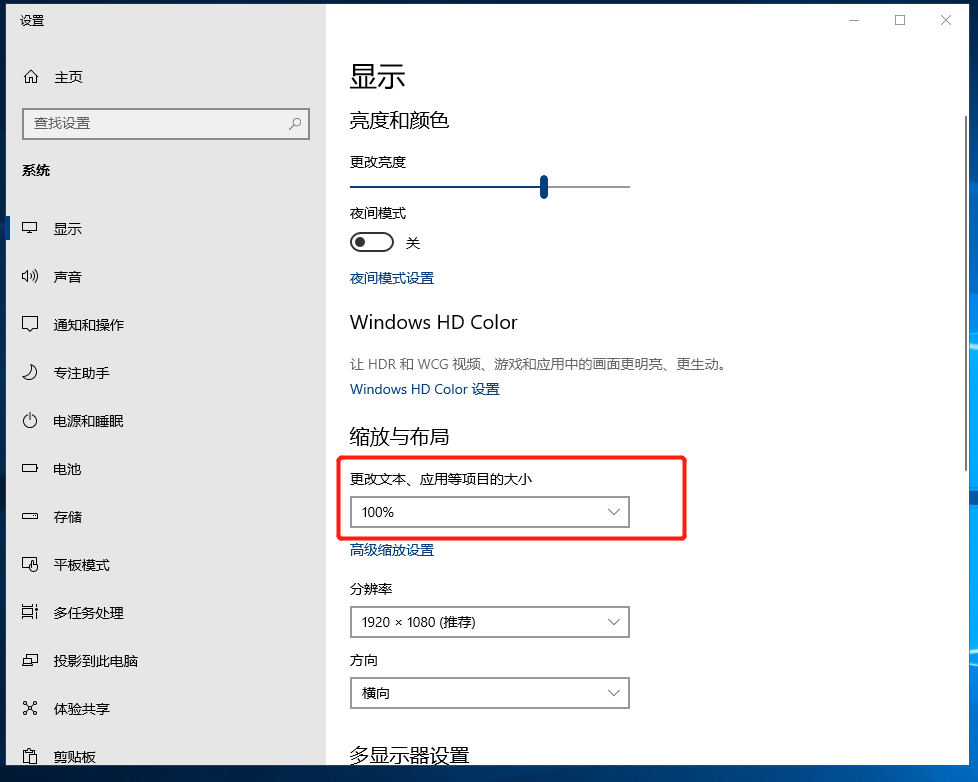 设置
主页
查找设置
系统
显示
声音
通知和操作
专注助手
电源和睡眠
电池
存储
平板模式
多任务处理
投影到此电脑
体验共享
剪贴板
显示
亮度和颜色
更改亮度
夜间模式
关
夜间模式设置
Windows HD Color
让 HDR 和 WCG 视频、游戏和应用中的画面更明亮、更生动。
Windows HD Color 设置
缩放与布局
更改文本、应用等项目的大小
100%
高级缩放设置
分辨率
1920 × 1080 (推荐)
方向
横向
多显示器设置